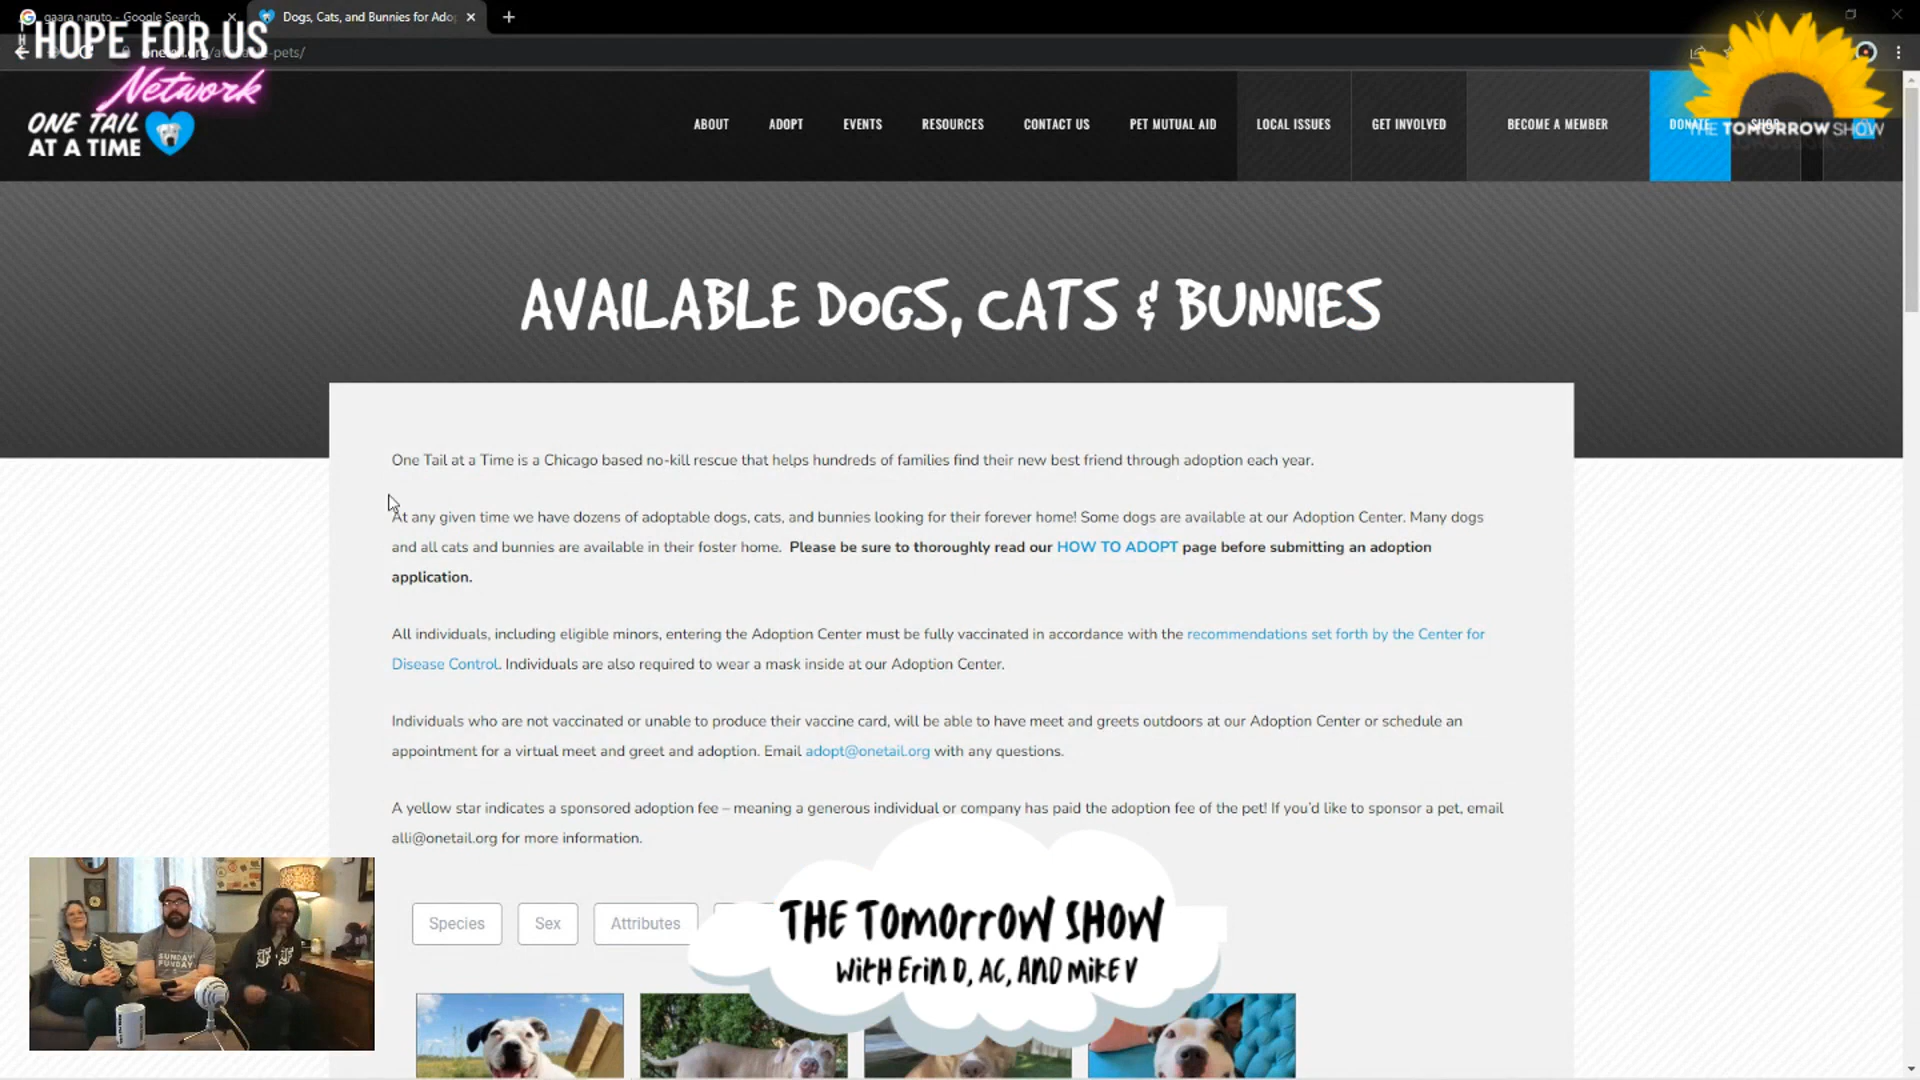 gaara naruto - Google Search
Dogs, Cats, and Bunnies for Ado
HOPE FOR US
Network
ONE TAIL
AT A TIME
ABOUT
ADOPT
EVENTS
RESOURCES
CONTACT US
PET MUTUAL AID
LOCAL ISSUES
GET INVOLVED
BECOME A MEMBER
DONATE
SHOP
THE TOMORROW SHOW
AVAILABLE DOGS, CATS & BUNNIES
One Tail at a Time is a Chicago based no-kill rescue that helps hundreds of families find their new best friend through adoption each year.
At any given time we have dozens of adoptable dogs, cats, and bunnies looking for their forever home! Some dogs are available at our Adoption Center. Many dogs
and all cats and bunnies are available in their foster home. Please be sure to thoroughly read our HOW TO ADOPT page before submitting an adoption
application.
All individuals, including eligible minors, entering the Adoption Center must be fully vaccinated in accordance with the recommendations set forth by the Center for
Disease Control. Individuals are also required to wear a mask inside at our Adoption Center.
Individuals who are not vaccinated or unable to produce their vaccine card, will be able to have meet and greets outdoors at our Adoption Center or schedule an
appointment for a virtual meet and greet and adoption. Email adopt@onetail.org with any questions.
A yellow star indicates a sponsored adoption fee – meaning a generous individual or company has paid the adoption fee of the pet! If you'd like to sponsor a pet, email
alli@onetail.org for more information.
Species
Sex
Attributes
THE TOMORROW SHOW
WITH ERIN D, AC, AND MIKE V
SUNDAY
FUNDAY